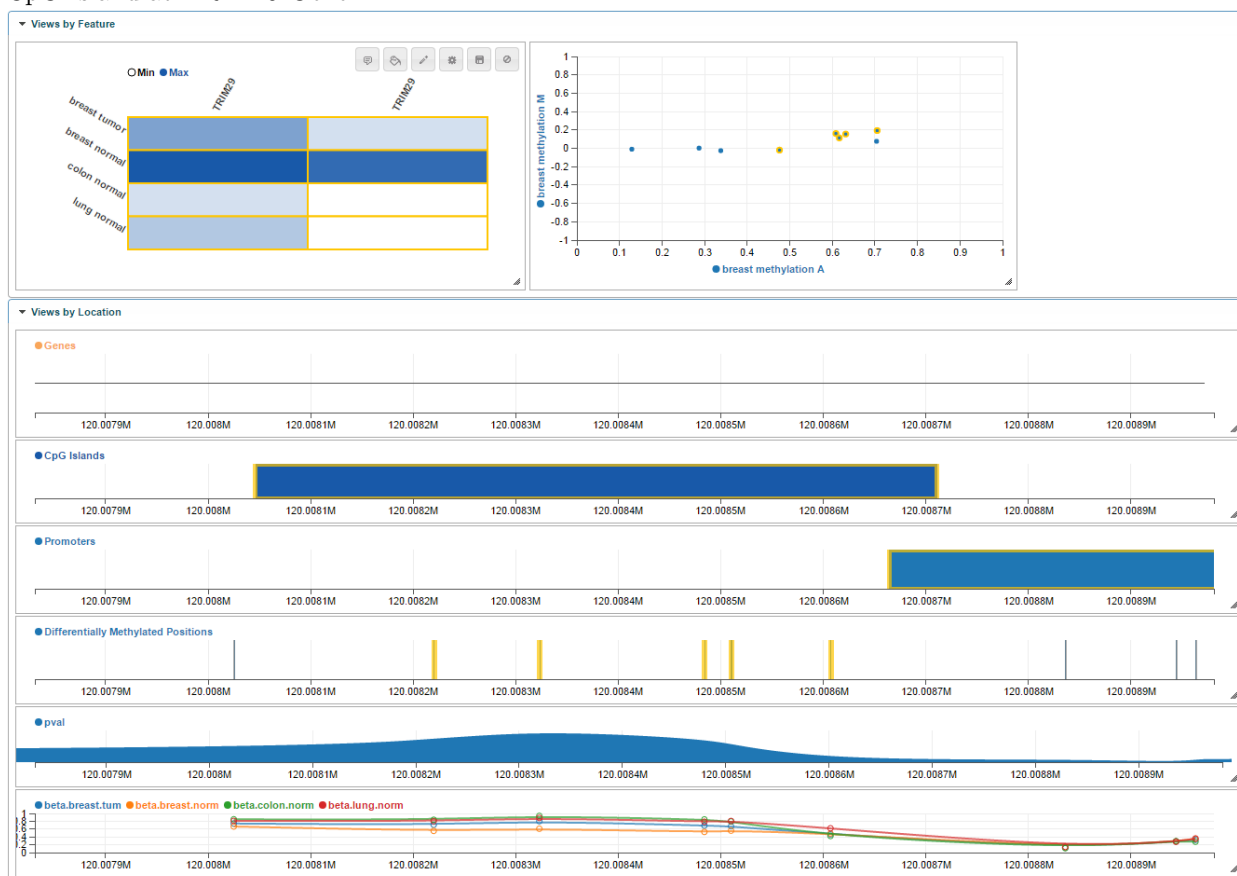 Views by Feature
Min Max
TRIM29 TRIM29
breast tumor
breast normal
colon normal
lung normal
breast methylation M
1
0.8
0.6
0.4
0.2
0
-0.2
-0.4
-0.6
-0.8
-1
0 0.1 0.2 0.3 0.4 0.5 0.6 0.7 0.8 0.9 1
breast methylation A
Views by Location
Genes
120.0079M 120.008M 120.0081M 120.0082M 120.0083M 120.0084M 120.0085M 120.0086M 120.0087M 120.0088M 120.0089M
CpG Islands
120.0079M 120.008M 120.0081M 120.0082M 120.0083M 120.0084M 120.0085M 120.0086M 120.0087M 120.0088M 120.0089M
Promoters
120.0079M 120.008M 120.0081M 120.0082M 120.0083M 120.0084M 120.0085M 120.0086M 120.0087M 120.0088M 120.0089M
Differentially Methylated Positions
120.0079M 120.008M 120.0081M 120.0082M 120.0083M 120.0084M 120.0085M 120.0086M 120.0087M 120.0088M 120.0089M
pval
120.0079M 120.008M 120.0081M 120.0082M 120.0083M 120.0084M 120.0085M 120.0086M 120.0087M 120.0088M 120.0089M
beta.breast.tum beta.breast.norm beta.colon.norm beta.lung.norm
1
0.8
0.6
0.2
0
120.0079M 120.008M 120.0081M 120.0082M 120.0083M 120.0084M 120.0085M 120.0086M 120.0087M 120.0088M 120.0089M